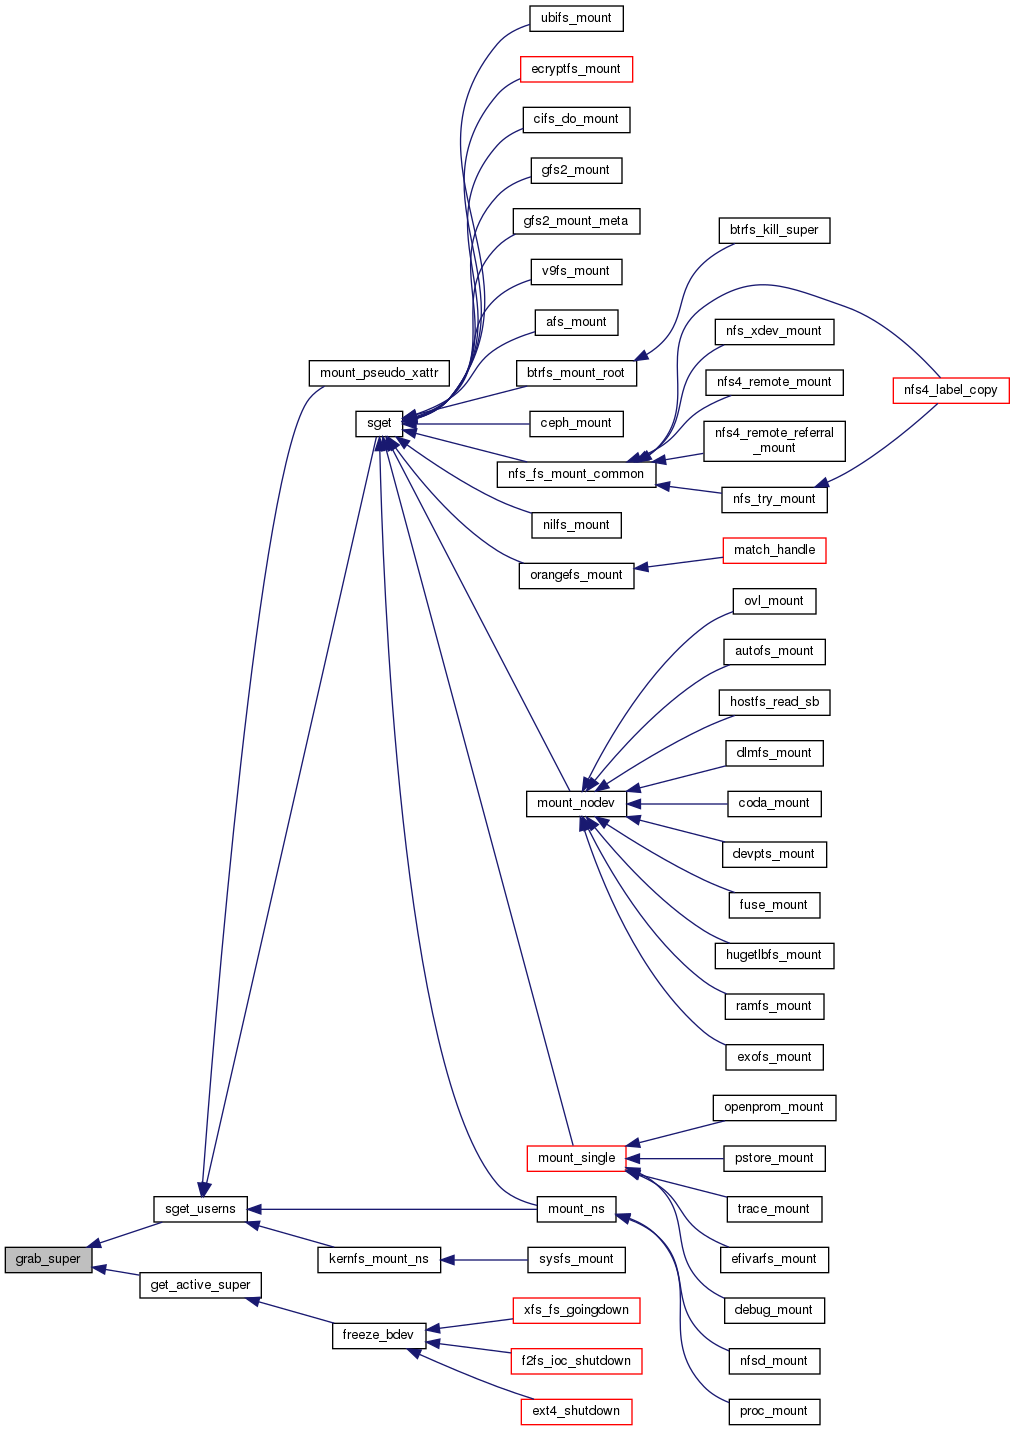 ubifs_mount
ecryptfs_mount
cifs_do_mount
gfs2_mount
gfs2_mount_meta
btrfs_kill_super
v9fs_mount
afs_mount
nfs_xdev_mount
mount_pseudo_xattr
btrfs_mount_root
nfs4_remote_mount
nfs4_label_copy
sget
ceph_mount
nfs4_remote_referral
_mount
nfs_fs_mount_common
nfs_try_mount
nilfs_mount
match_handle
orangefs_mount
ovl_mount
autofs_mount
hostfs_read_sb
dlmfs_mount
mount_nodev
coda_mount
devpts_mount
fuse_mount
hugetlbfs_mount
ramfs_mount
exofs_mount
openprom_mount
mount_single
pstore_mount
sget_userns
mount_ns
trace_mount
grab_super
kernfs_mount_ns
sysfs_mount
efivarfs_mount
get_active_super
xfs_fs_goingdown
debug_mount
freeze_bdev
f2fs_ioc_shutdown
nfsd_mount
ext4_shutdown
proc_mount